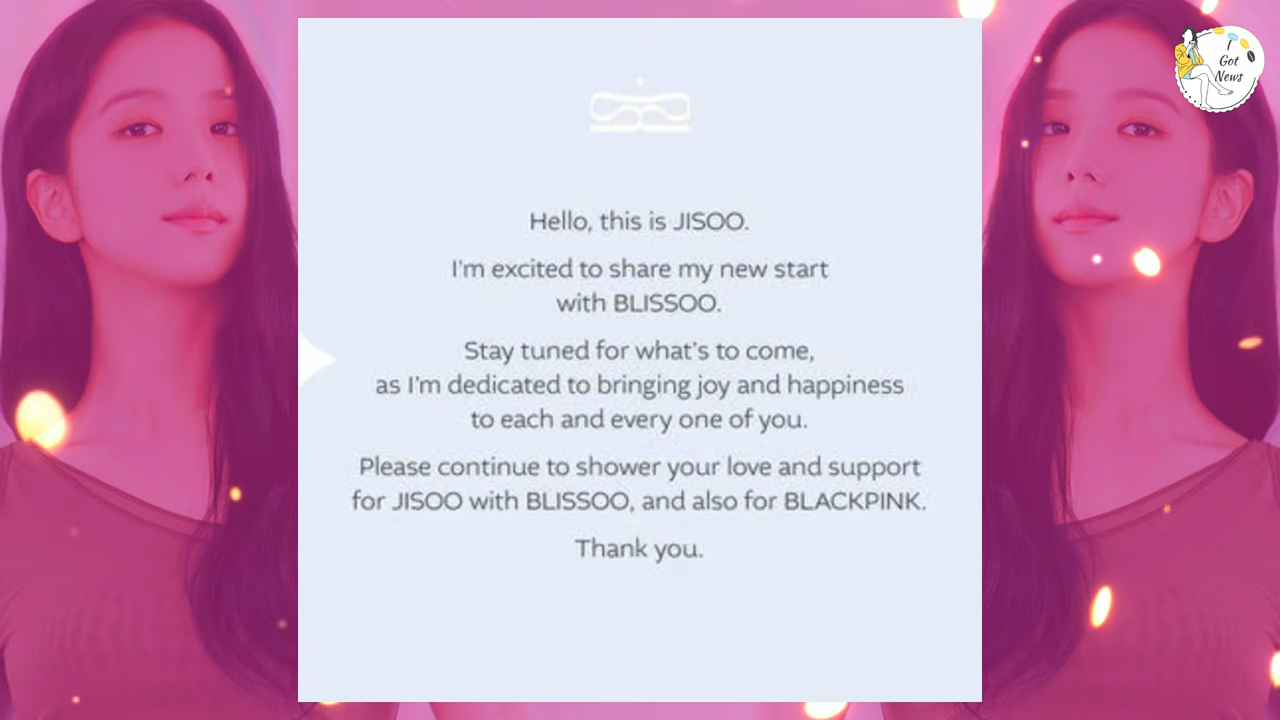 I
Got
News
Hello, this is JISOO.
I'm excited to share my new start
with BLISSOO.
Stay tuned for what's to come,
as I'm dedicated to bringing joy and happiness
to each and every one of you.
Please continue to shower your love and support
for JISOO with BLISSOO, and also for BLACKPINK.
Thank you.